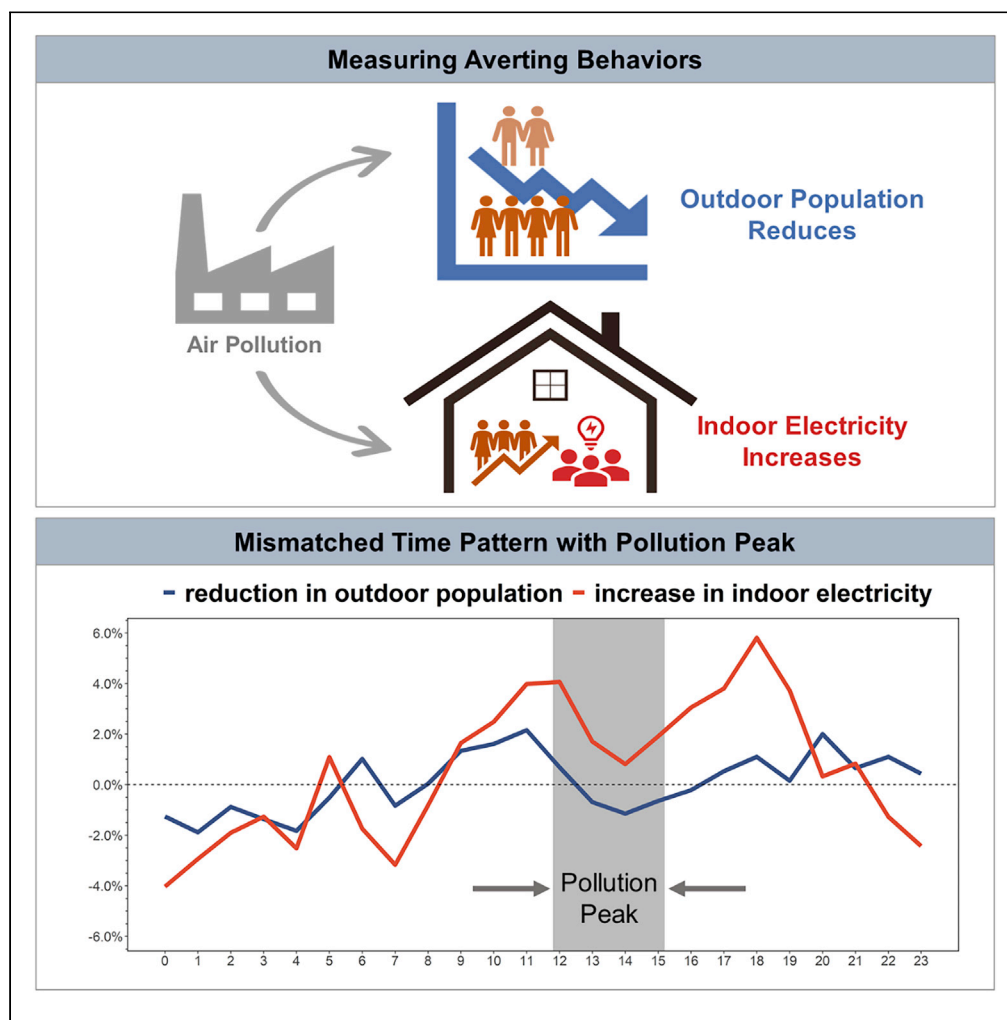 Measuring Averting Behaviors
Outdoor Population
Reduces
Air Pollution
Indoor Electricity
Increases
Mismatched Time Pattern with Pollution Peak
reduction in outdoor population
increase in indoor electricity
6.0%
4.0%
2.0%
0.0%
-2.0%
-4.0%
-6.0%
Pollution
Peak
0 1 2 3 4 5 6 7 8 9 10 11 12 13 14 15 16 17 18 19 20 21 22 23